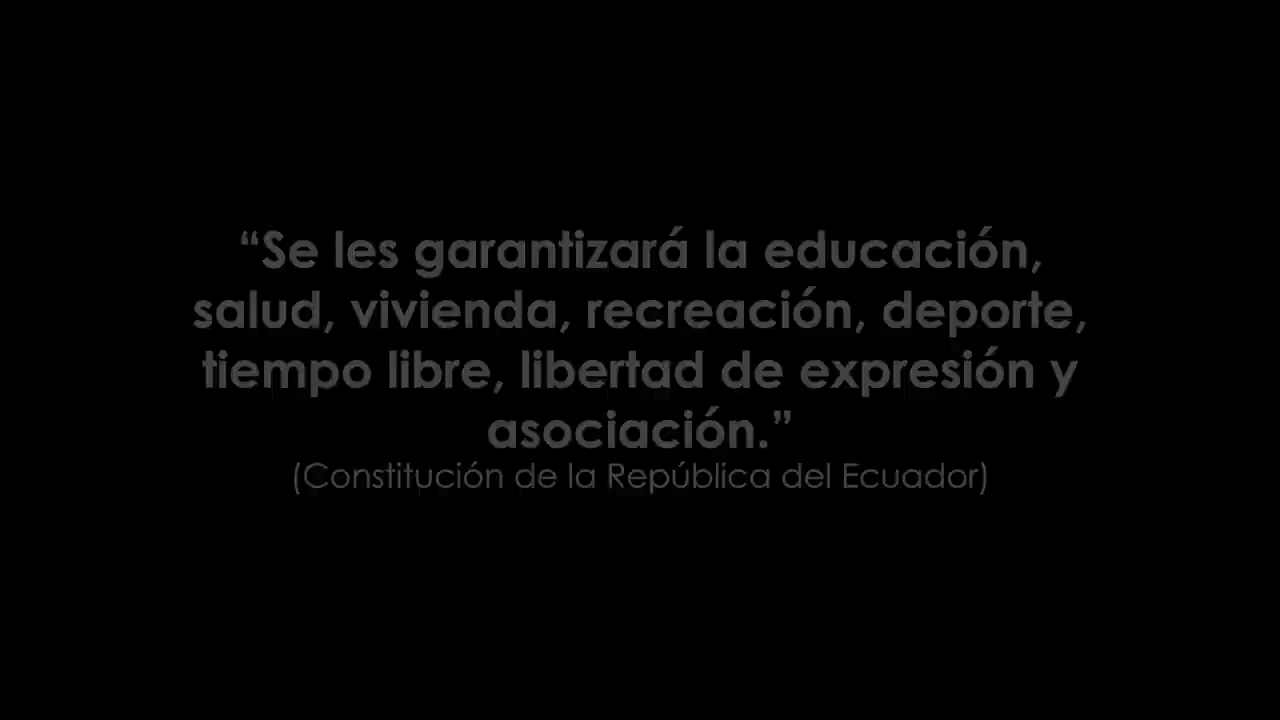 “Se les garantizará la educación,
salud, vivienda, recreación, deporte,
tiempo libre, libertad de expresión y
asociación.”
(Constitución de la República del Ecuador)